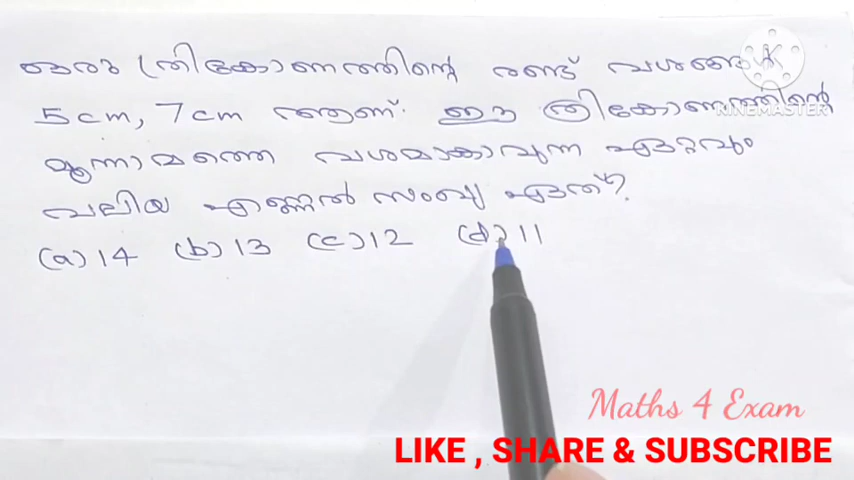 ഒരു ത്രികോണത്തിന്റെ രണ്ട് വശങ്ങൾ
5cm, 7cm ആണ്. ഈ ത്രികോണത്തിന്റെ
മൂന്നാമത്തെ വശമാകാവുന്ന ഏറ്റവും
വലിയ എണ്ണൽ സംഖ്യ ഏത്?
(a) 14 (b) 13 (c) 12 (d) 11
K
KINEMASTER
Maths 4 Exam
LIKE , SHARE & SUBSCRIBE